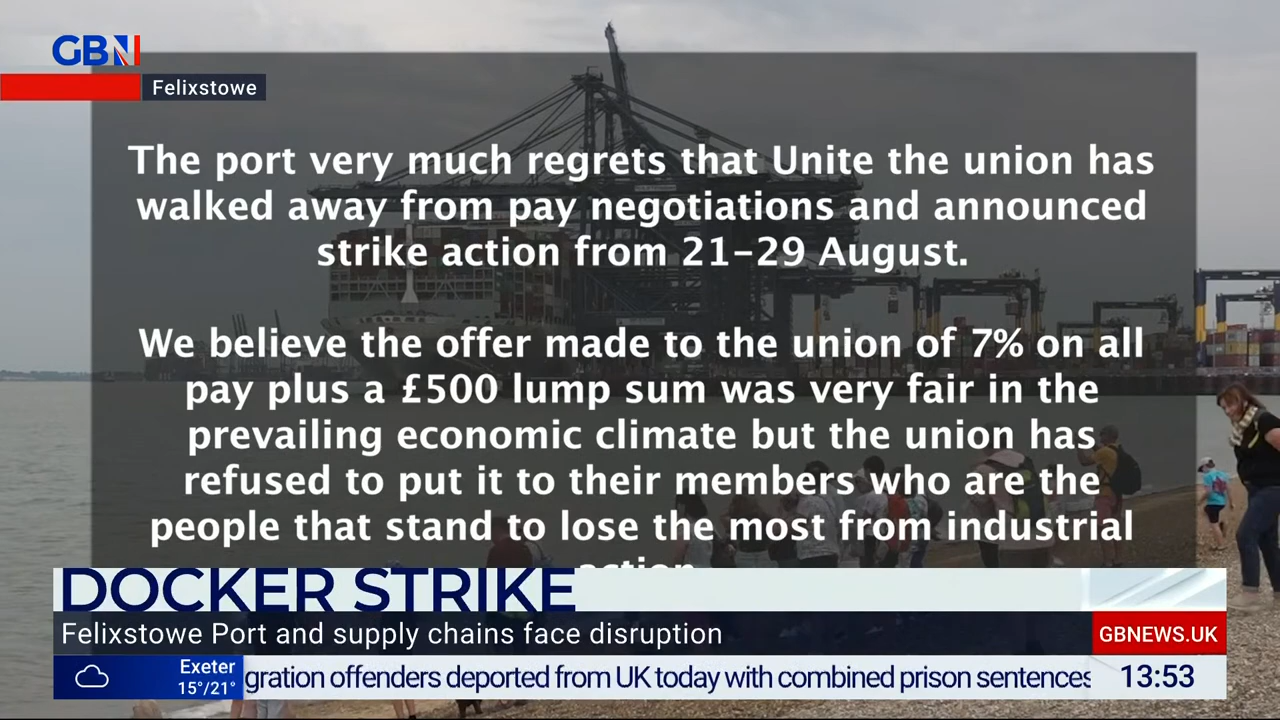 GBN
Felixstowe
The port very much regrets that Unite the union has
walked away from pay negotiations and announced
strike action from 21–29 August.
We believe the offer made to the union of 7% on all
pay plus a £500 lump sum was very fair in the
prevailing economic climate but the union has
refused to put it to their members who are the
people that stand to lose the most from industrial
action
DOCKER STRIKE
Felixstowe Port and supply chains face disruption
GBNEWS.UK
Exeter
15°/21°
gration offenders deported from UK today with combined prison sentences
13:53